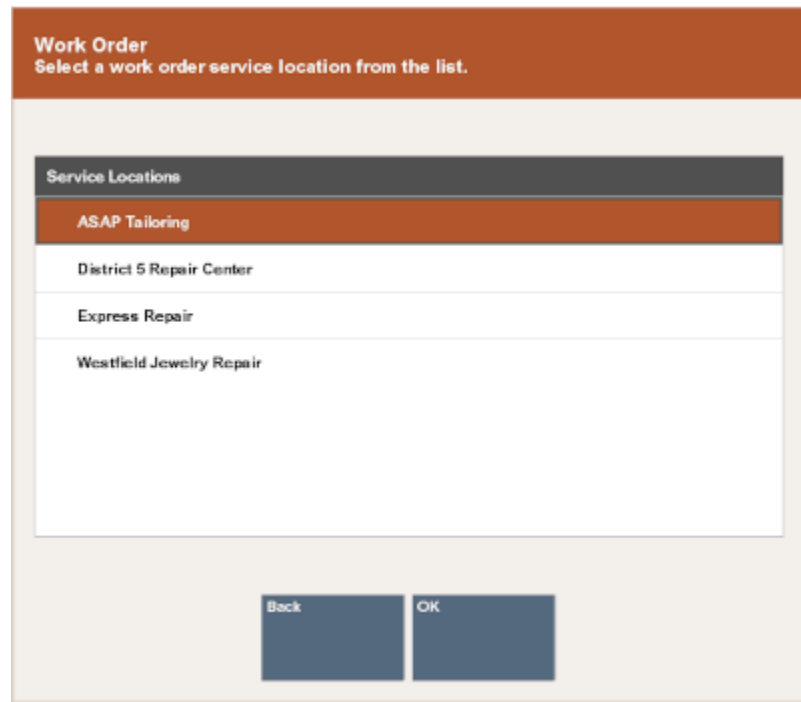 Work Order
Select a work order service location from the list.
Service Locations
ASAP Tailoring
District 5 Repair Center
Express Repair
Westfield Jewelry Repair
Back
OK